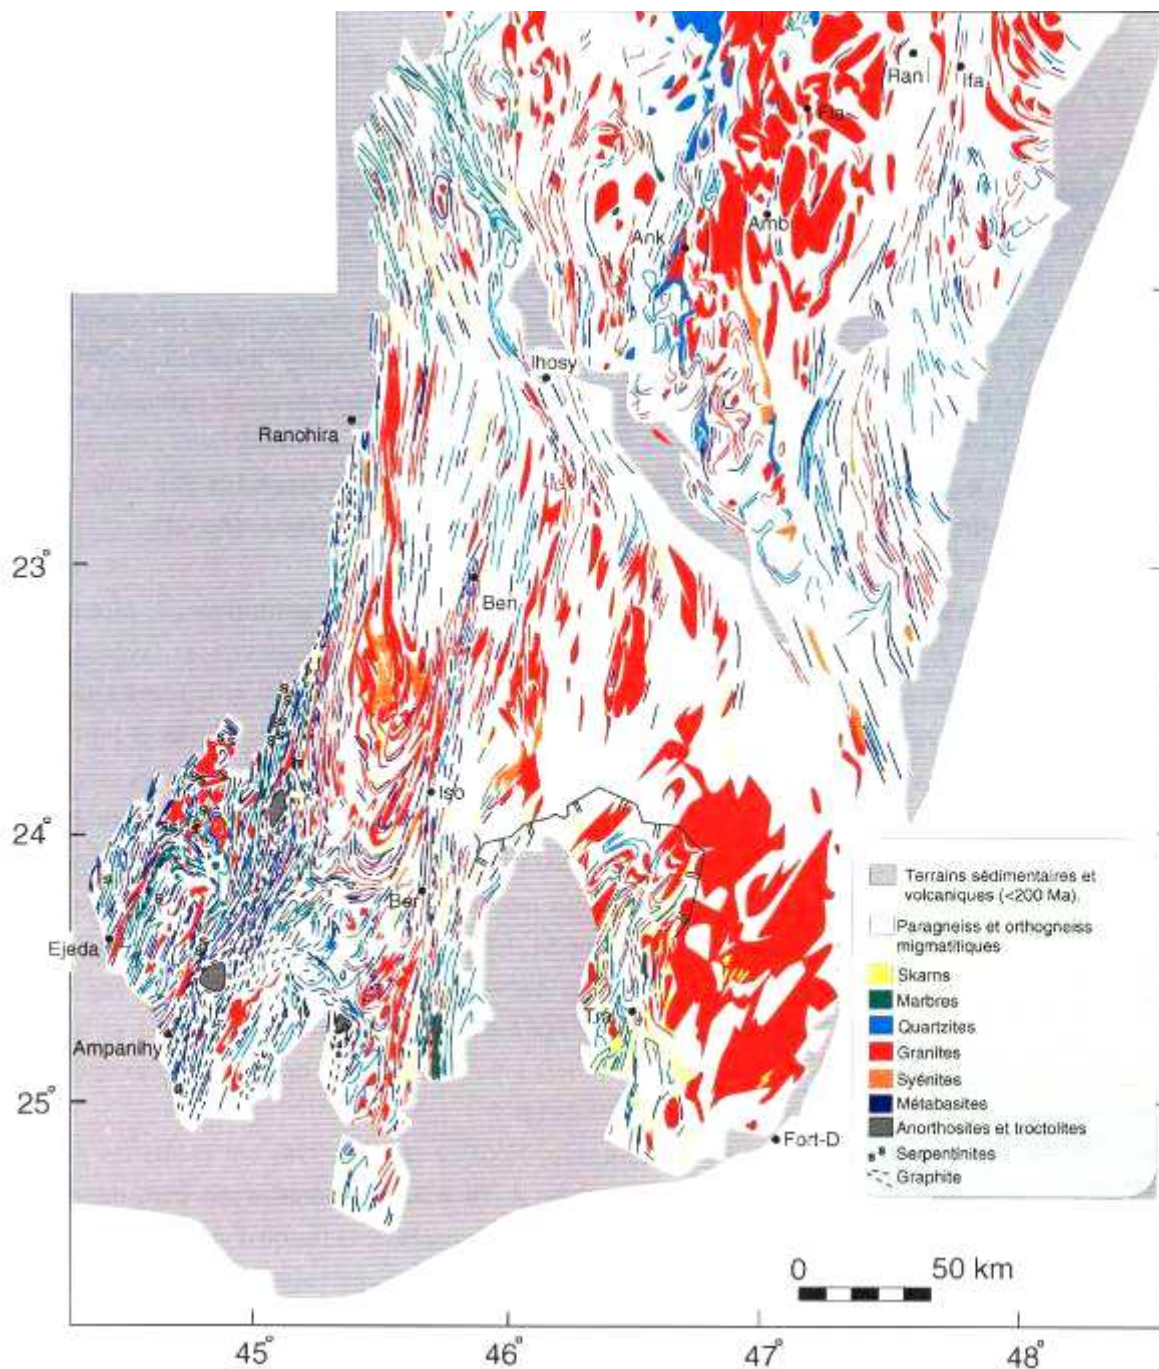 Ran
Ifa
Fia
Amb
Ank
Ihosy
Ranohira
23°
Ben
Iso
24°
Ber
Ejeda
Tra
Ampanihy
25°
Fort-D
Terrains sédimentaires et
volcaniques (<200 Ma).
Paragneiss et orthogneiss
migmatitiques
Skarns
Marbres
Quartzites
Granites
Syénites
Métabasites
Anorthosites et troctolites
Serpentinites
Graphite
0 50 km
45° 46° 47° 48°